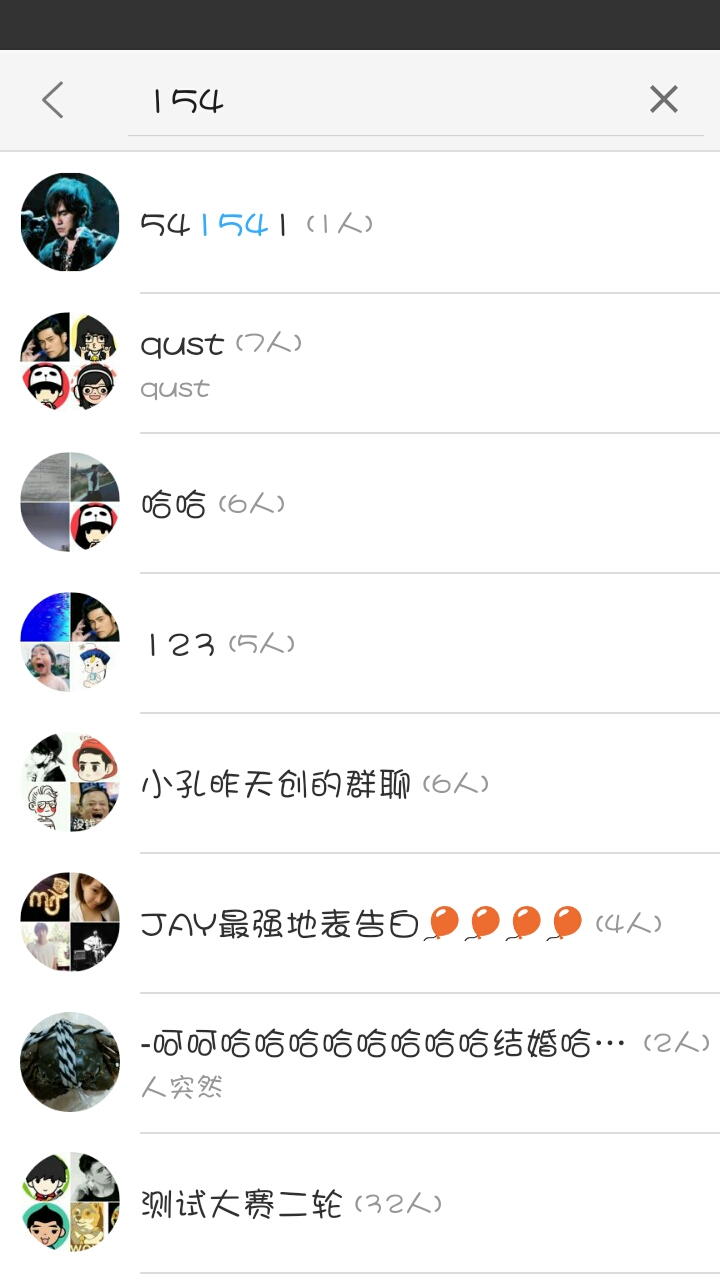 154
541541 (1人)
qust (7人)
qust
哈哈 (6人)
123 (5人)
小孔昨天创的群聊 (6人)
JAY最强地表告白🎈🎈🎈🎈 (4人)
-呵呵哈哈哈哈哈哈哈哈结婚哈… (2人)
人突然
测试大赛二轮 (32人)